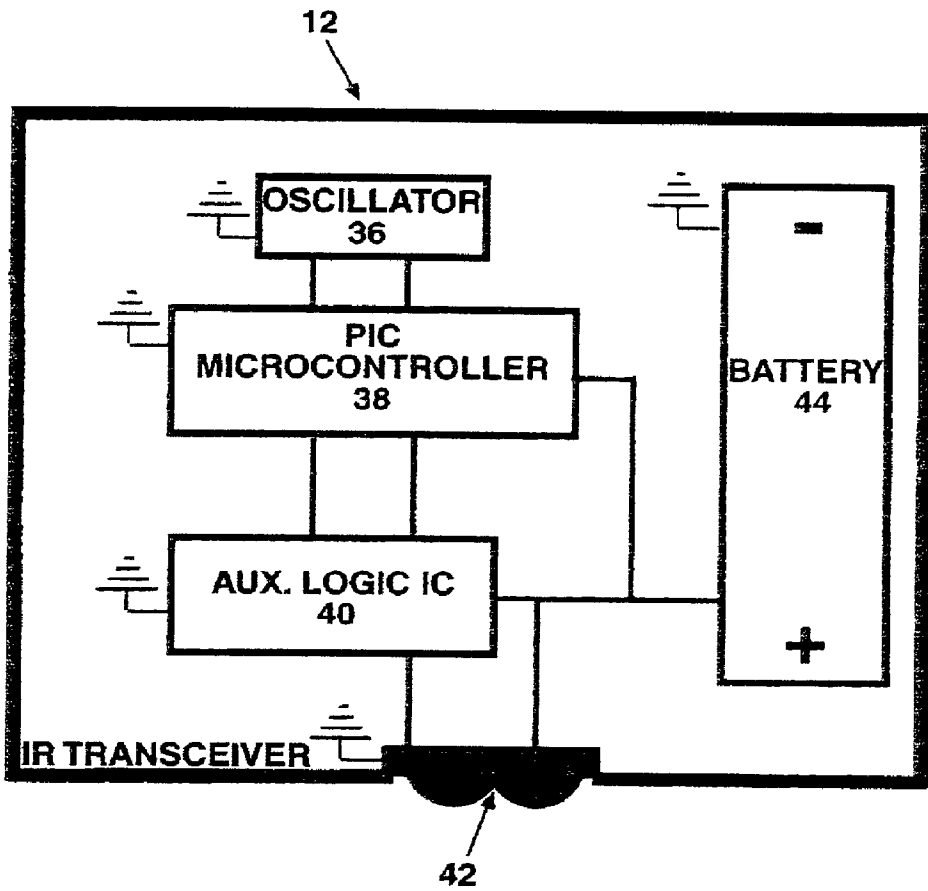 12
OSCILLATOR
36
PIC
MICROCONTROLLER
38
BATTERY
44
AUX. LOGIC IC
40
IR TRANSCEIVER
42